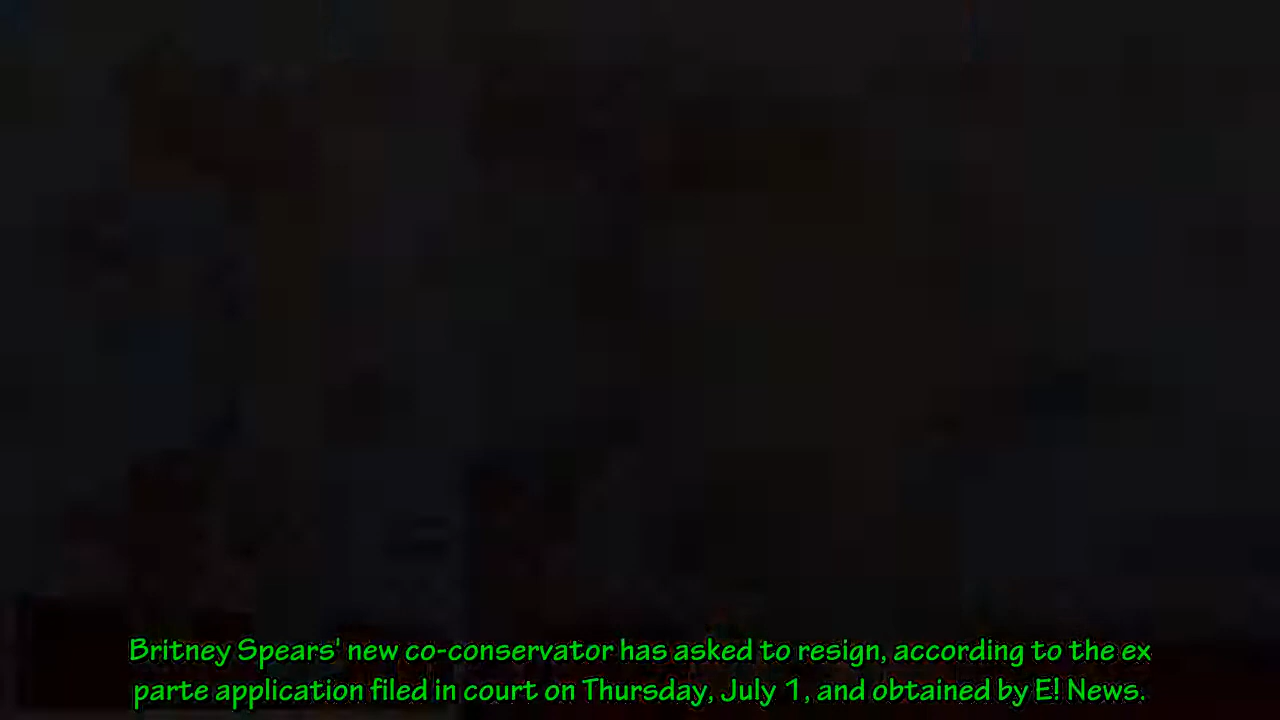 Britney Spears' new co-conservator has asked to resign, according to the ex
parte application filed in court on Thursday, July 1, and obtained by E! News.